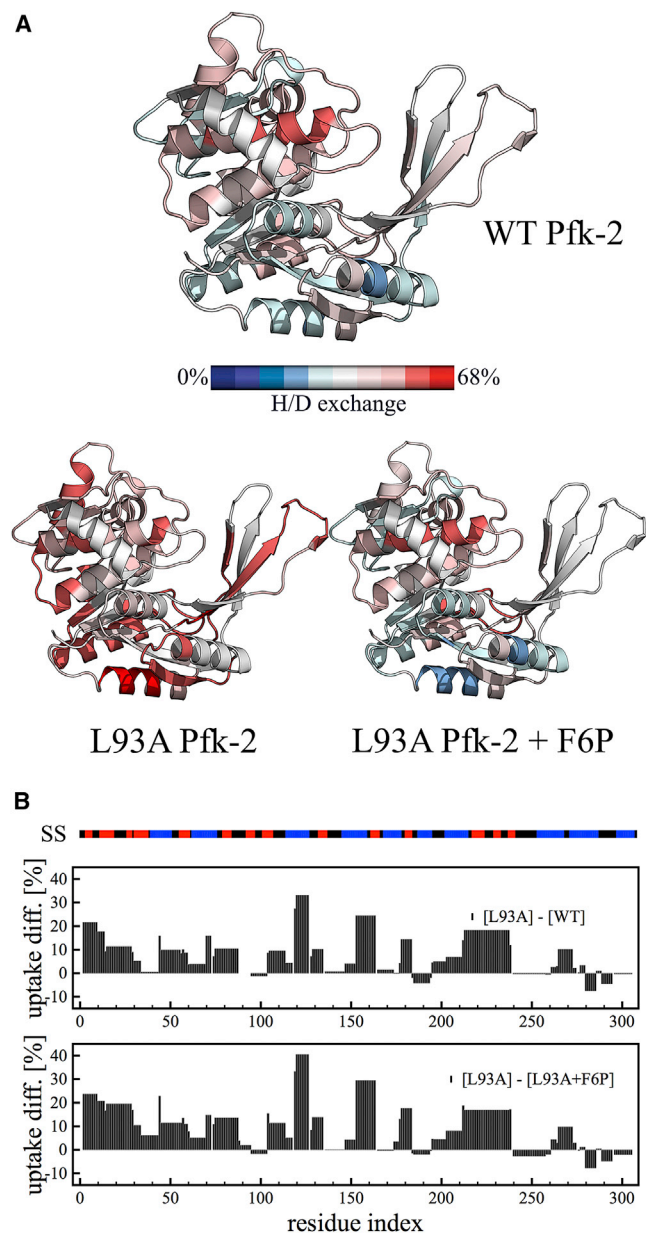 A
WT Pfk-2
0% 68%
H/D exchange
L93A Pfk-2 L93A Pfk-2 + F6P
B
SS
uptake diff. [%]
40
30
20
10
0
-10
[L93A] - [WT]
0 50 100 150 200 250 300
uptake diff. [%]
40
30
20
10
0
-10
[L93A] - [L93A+F6P]
0 50 100 150 200 250 300
residue index